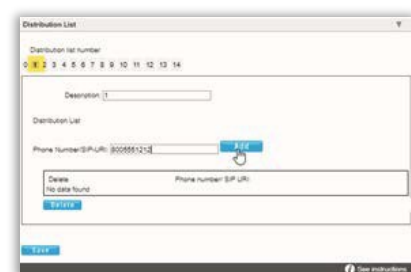 Distribution List
Distribution list number
0 1 2 3 4 5 6 7 8 9 10 11 12 13 14
Description: 1
Distribution List
Phone Number/SIP-URI: 8005551212 Add
Delete Phone number/ SIP URI
No data found
Delete
Save
See instructions